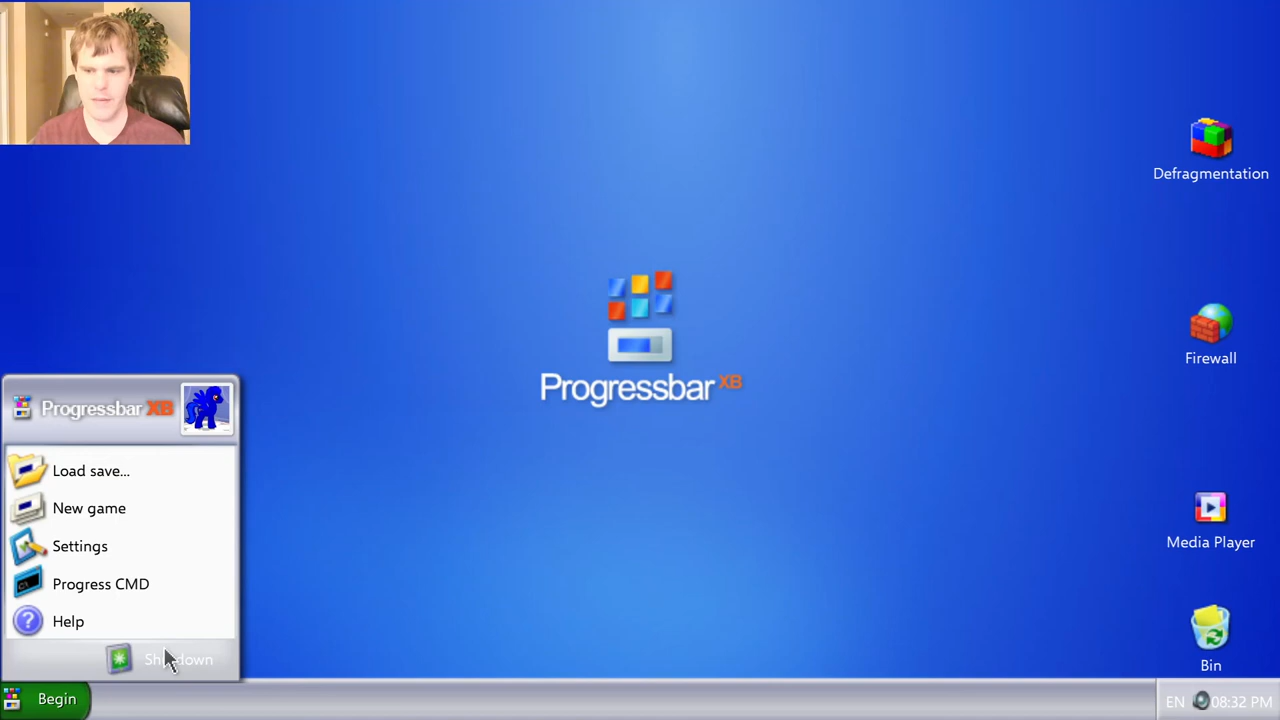 Defragmentation
Firewall
Progressbar XB
Media Player
Bin
Progressbar XB
Load save...
New game
Settings
Progress CMD
Help
Shutdown
Begin
EN 08:32 PM